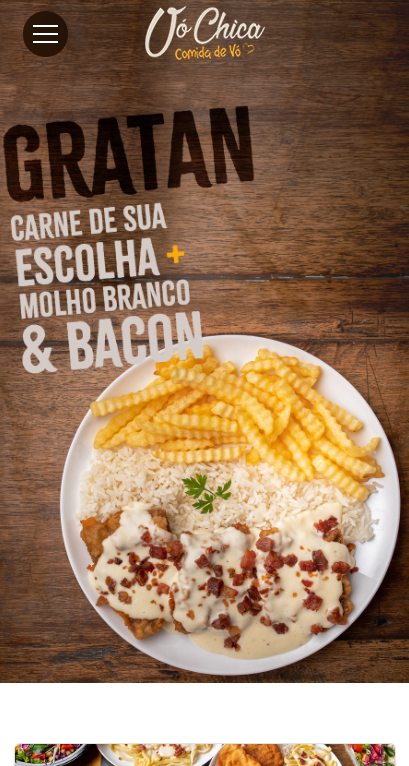 Vó Chica
Comida de Vó
GRATAN
CARNE DE SUA
ESCOLHA +
MOLHO BRANCO
& BACON